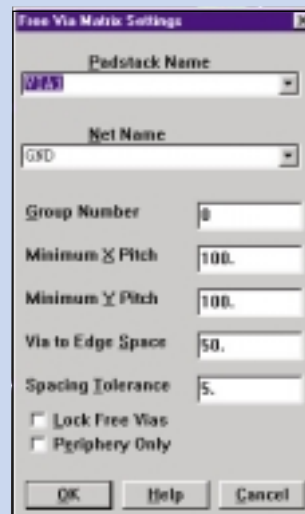 Free Via Matrix Settings
Padstack Name
VIA1
Net Name
GND
Group Number 0
Minimum X Pitch 100.
Minimum Y Pitch 100.
Via to Edge Space 50.
Spacing Tolerance 5.
Lock Free Vias
Periphery Only
OK Help Cancel